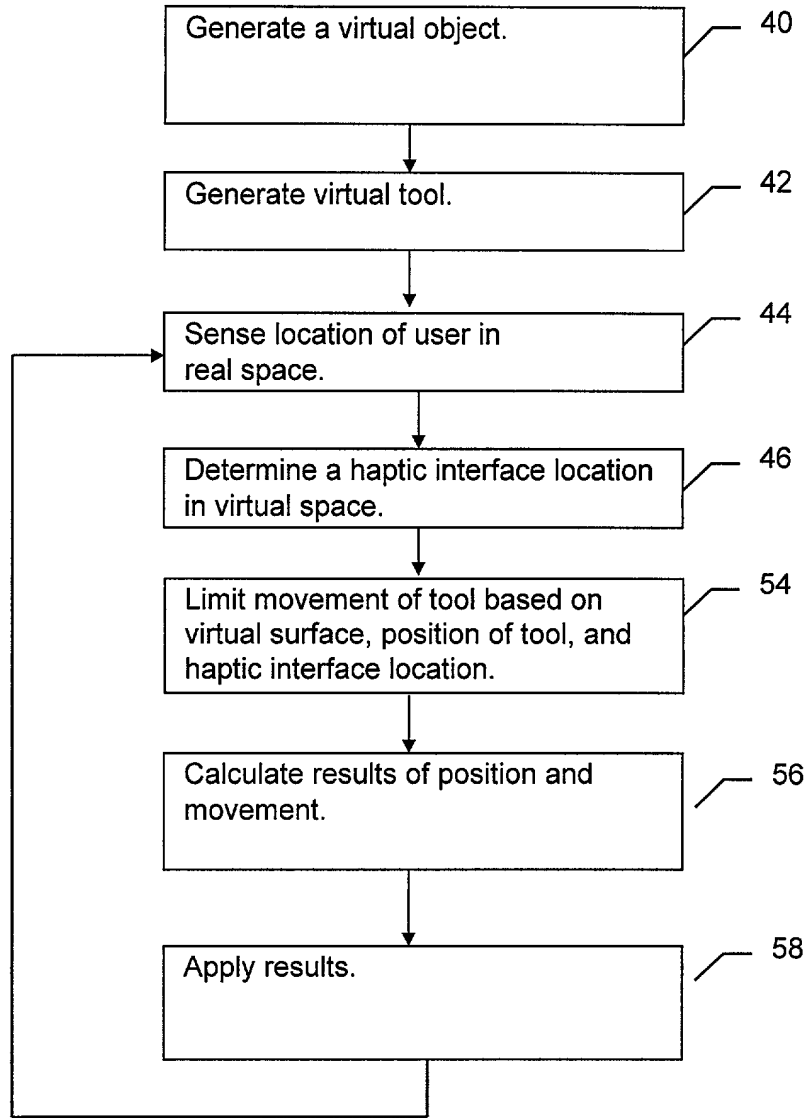 Generate a virtual object.
40
Generate virtual tool.
42
Sense location of user in
real space.
44
Determine a haptic interface location
in virtual space.
46
Limit movement of tool based on
virtual surface, position of tool, and
haptic interface location.
54
Calculate results of position and
movement.
56
Apply results.
58